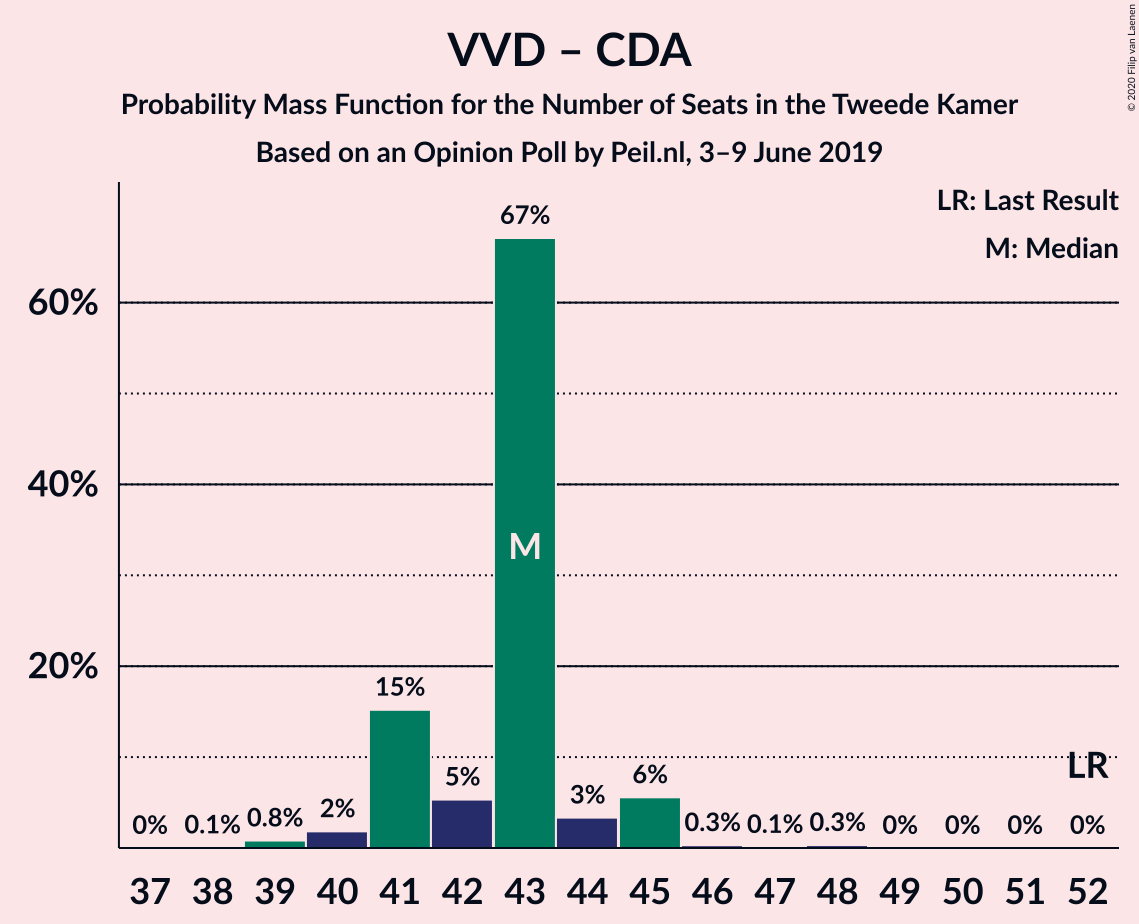 VVD – CDA
Probability Mass Function for the Number of Seats in the Tweede Kamer
Based on an Opinion Poll by Peil.nl, 3–9 June 2019
© 2020 Filip van Laenen
LR: Last Result
M: Median
60%
40%
20%
0%
0.1%
0.8%
2%
15%
5%
67%
3%
6%
0.3%
0.1%
0.3%
0%
0%
0%
0%
M
LR
37 38 39 40 41 42 43 44 45 46 47 48 49 50 51 52